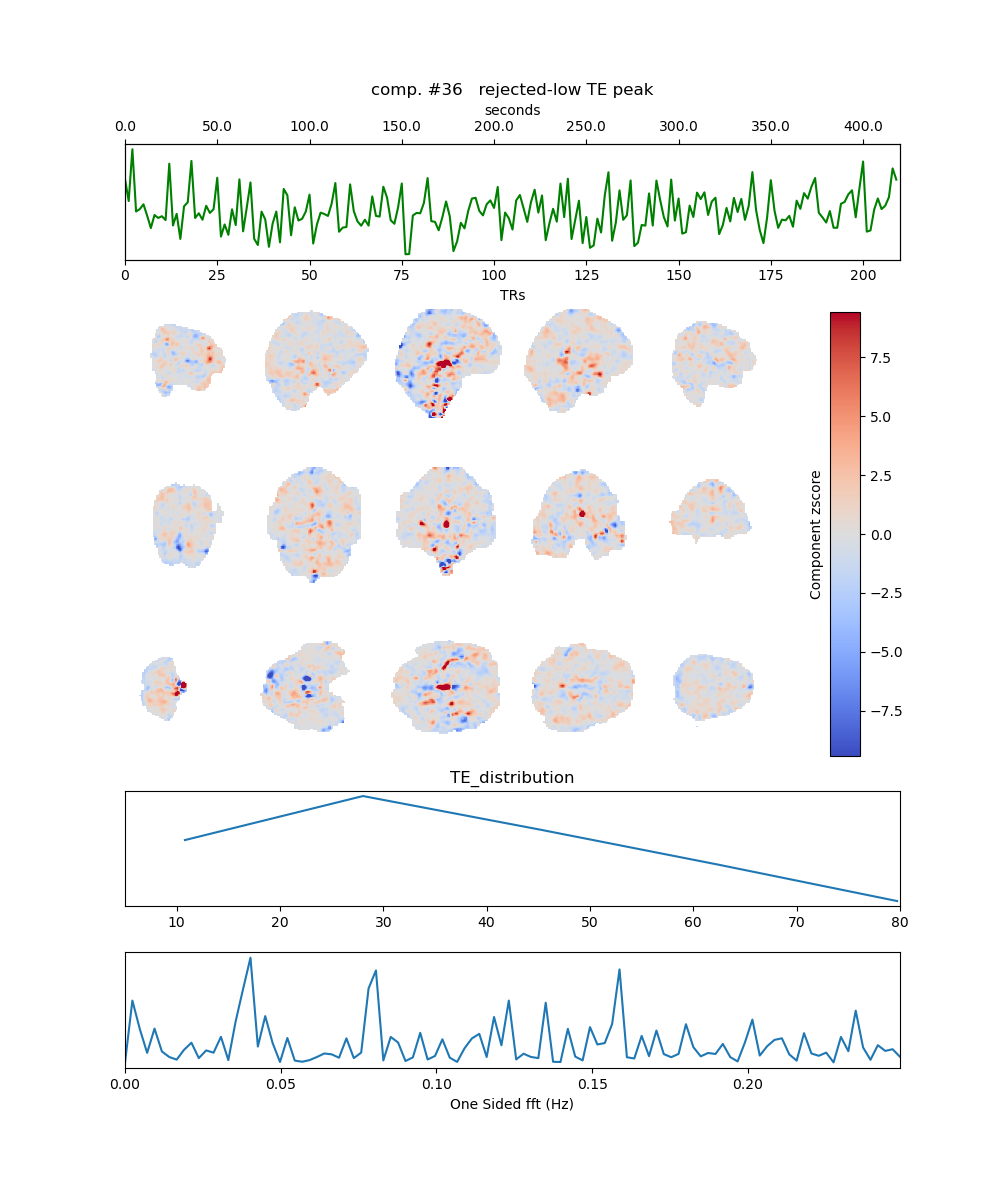 comp. #36   rejected-low TE peak
seconds
0.0 50.0 100.0 150.0 200.0 250.0 300.0 350.0 400.0
0 25 50 75 100 125 150 175 200
TRs
7.5
5.0
2.5
0.0
−2.5
−5.0
−7.5
Component zscore
TE_distribution
10 20 30 40 50 60 70 80
0.00 0.05 0.10 0.15 0.20
One Sided fft (Hz)